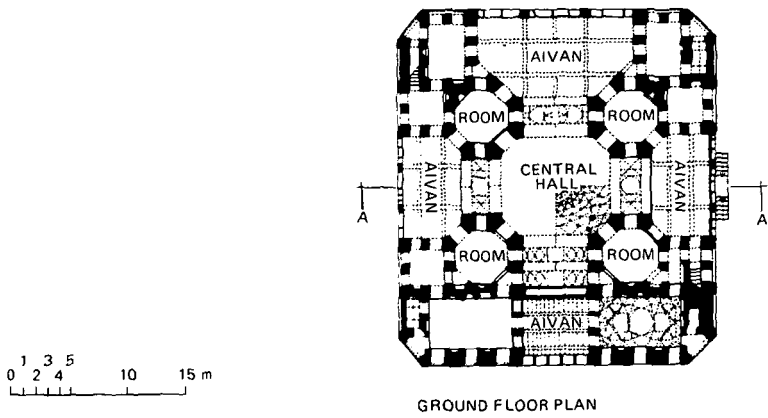 AIVAN
ROOM ROOM
AIVAN
CENTRAL
HALL
AIVAN
A A
ROOM ROOM
AIVAN
1 3 5
0 2 4 10 15 m
GROUND FLOOR PLAN